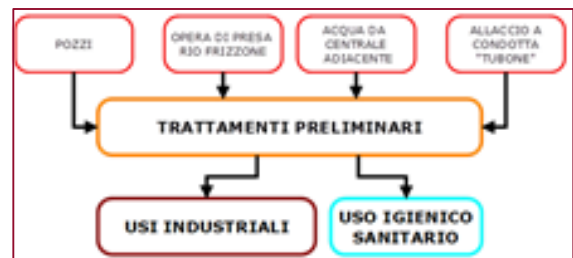 POZZI
OPERA DI PRESA
RIO FRIZZONE
ACQUA DA
CENTRALE
ADIACENTE
ALLACCIO A
CONDOTTA
"TUBONE"
TRATTAMENTI PRELIMINARI
USI INDUSTRIALI
USO IGIENICO
SANITARIO